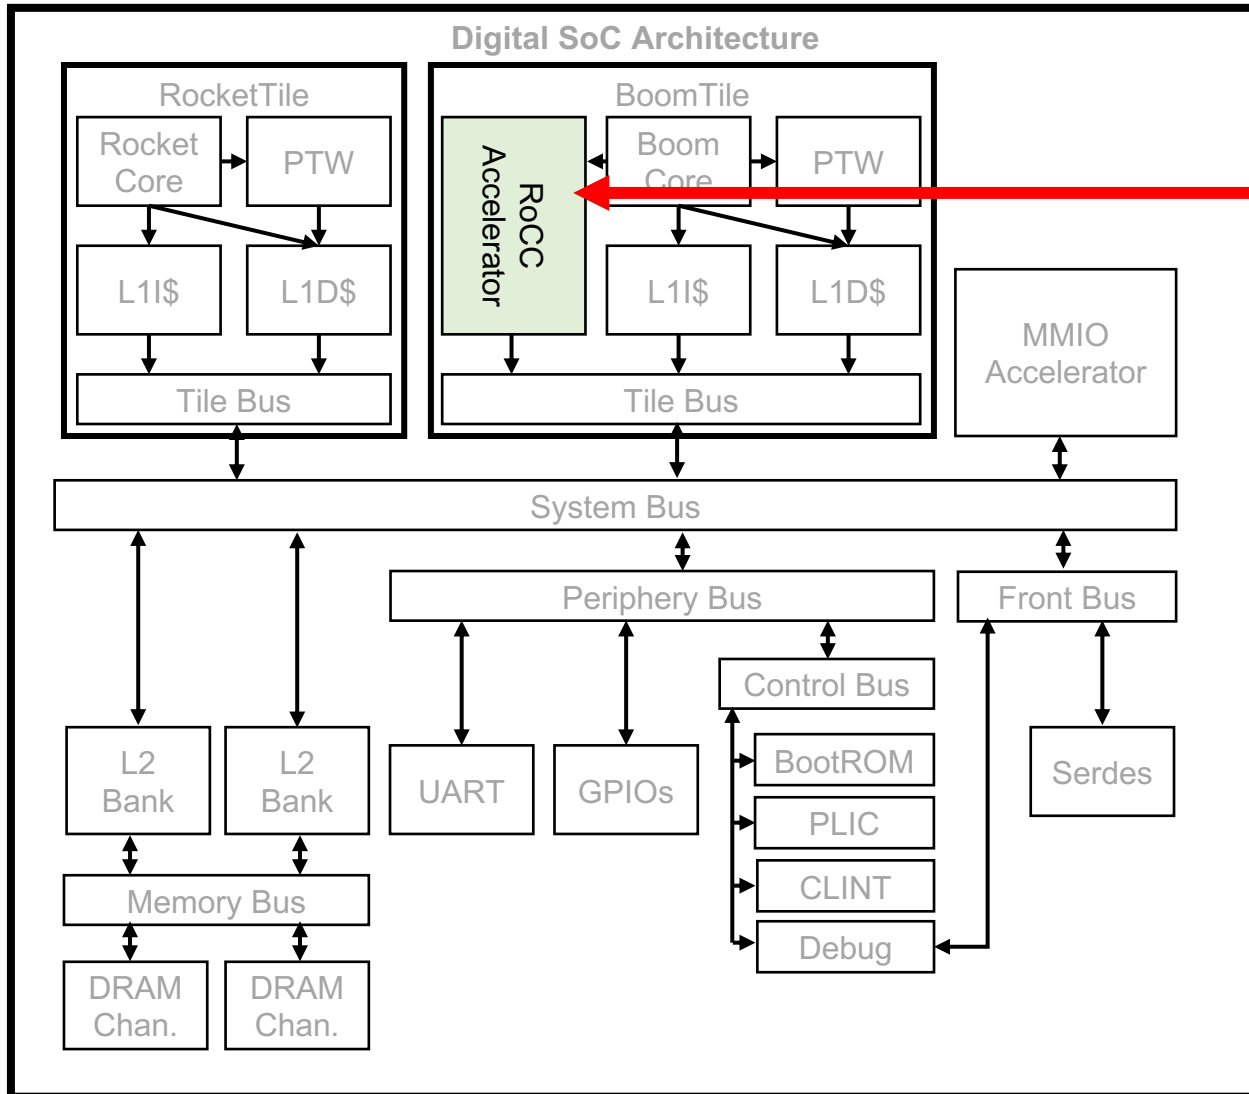 Digital SoC Architecture
RocketTile
Rocket
Core
PTW
L1I$
L1D$
Tile Bus
BoomTile
RoCC
Accelerator
Boom
Core
PTW
L1I$
L1D$
Tile Bus
MMIO
Accelerator
System Bus
Periphery Bus
Front Bus
Control Bus
L2
Bank
L2
Bank
UART
GPIOs
BootROM
PLIC
CLINT
Debug
Serdes
Memory Bus
DRAM
Chan.
DRAM
Chan.